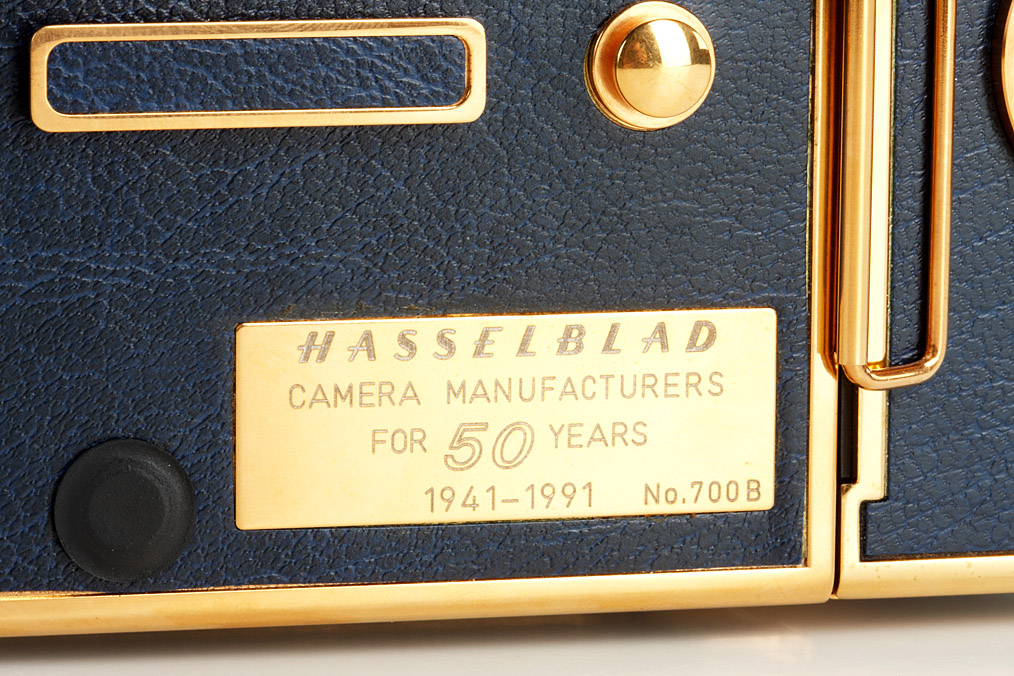 HASSELBLAD
CAMERA MANUFACTURERS
FOR 50 YEARS
1941–1991 No.700B